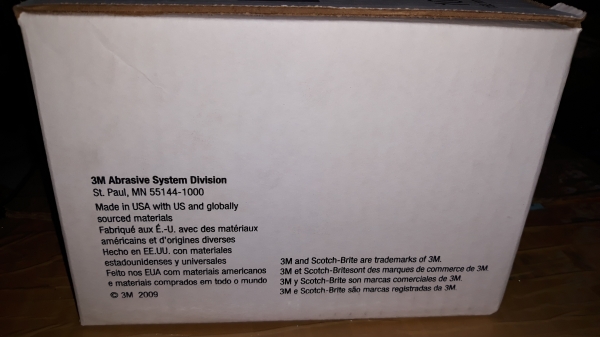 3M Abrasive System Division
St. Paul, MN 55144-1000
Made in USA with US and globally
sourced materials
Fabriqué aux É.-U. avec des matériaux
américains et d'origines diverses
Hecho en EE.UU. con materiales
estadounidenses y universales
Feito nos EUA com materiais americanos
e materiais comprados em todo o mundo
© 3M 2009
3M and Scotch-Brite are trademarks of 3M.
3M et Scotch-Britesont des marques de commerce de 3M
3M y Scotch-Brite son marcas comerciales de 3M.
3M e Scotch-Brite são marcas registradas da 3M.